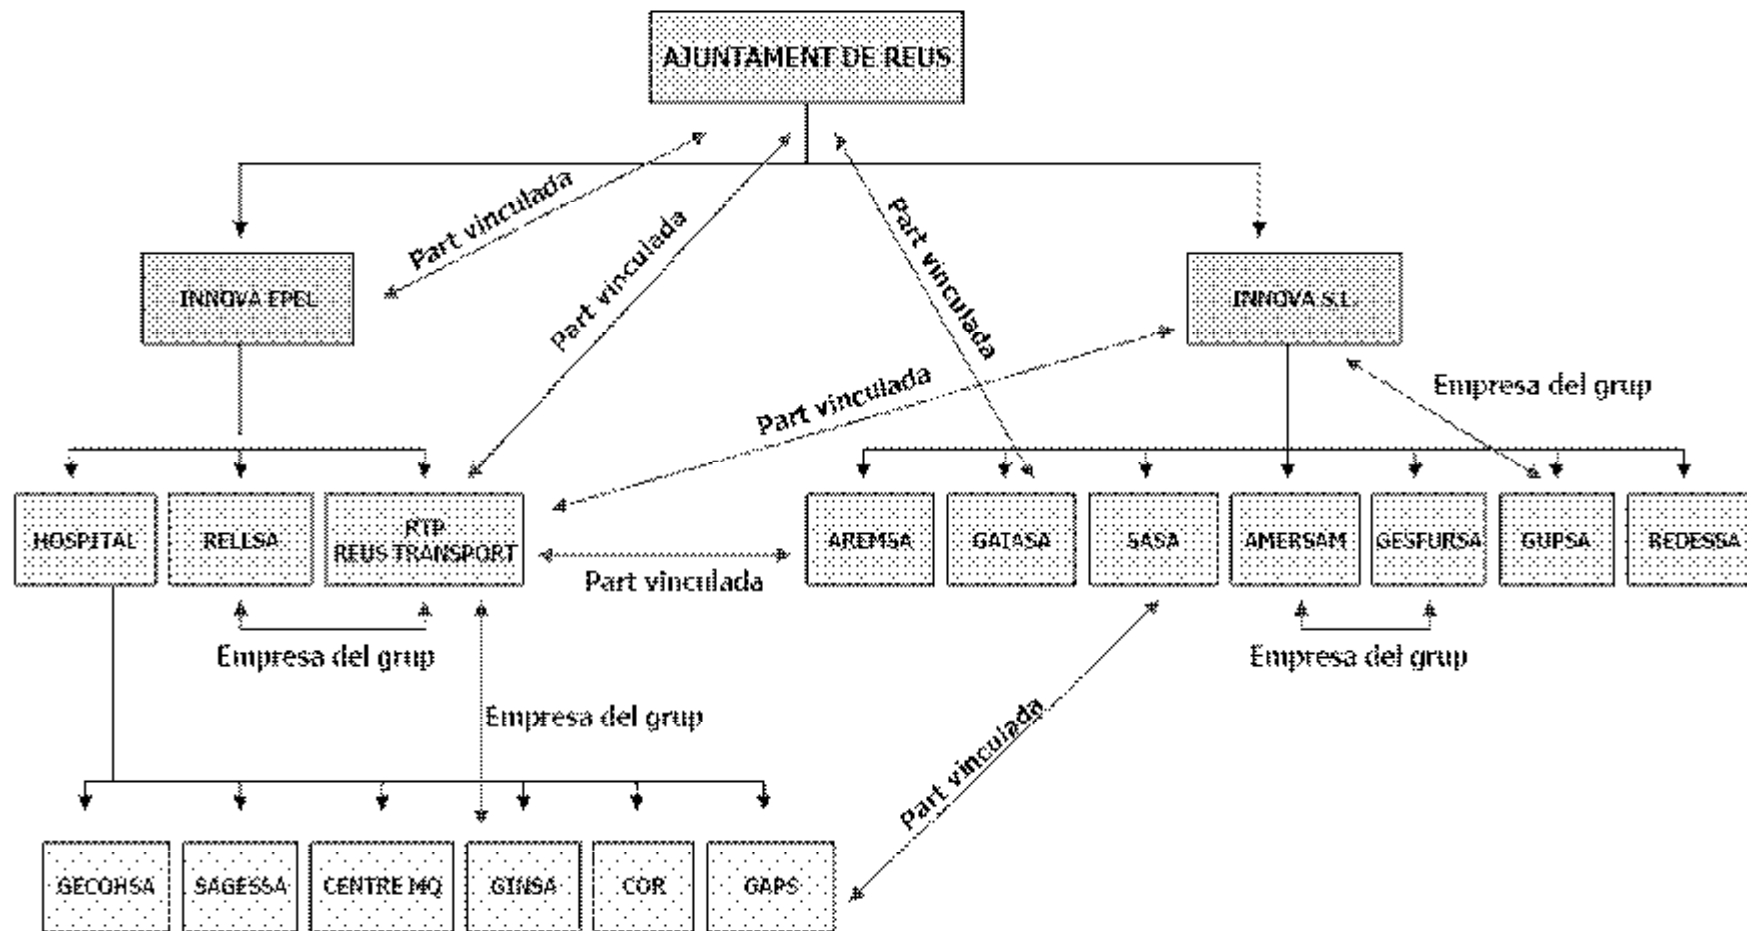 AJUNTAMENT DE REUS
Part vinculada
Part vinculada
Part vinculada
INNOVA EPEL
INNOVA S.L.
Part vinculada
Empresa del grup
HOSPITAL
RELLSA
RTP
REUS TRANSPORT
AREMSA
GAIASA
SASA
AMERSAM
GESFURSA
GUPSA
REDESSA
Part vinculada
Empresa del grup
Empresa del grup
Empresa del grup
Part vinculada
GECOHSA
SAGESSA
CENTRE MQ
GINSA
COR
GAPS